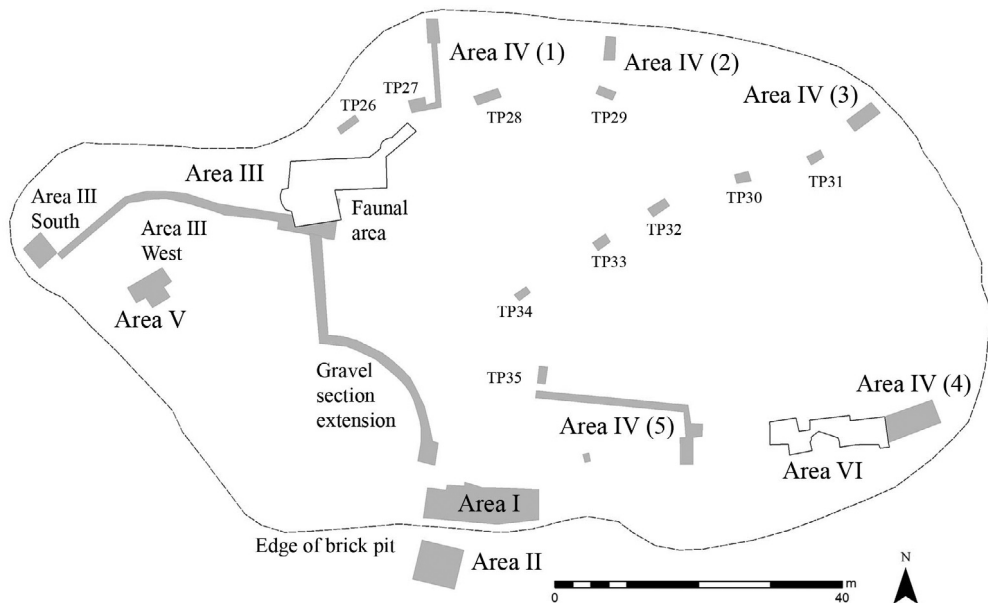 Area IV (1)
Area IV (2)
Area IV (3)
TP27
TP26
TP28
TP29
TP31
TP30
TP32
TP33
TP34
Area III
Faunal
area
Area III
South
Area III
West
Area V
Gravel
section
extension
TP35
Area IV (4)
Area IV (5)
Area VI
Area I
Edge of brick pit
Area II
N
m
0
40